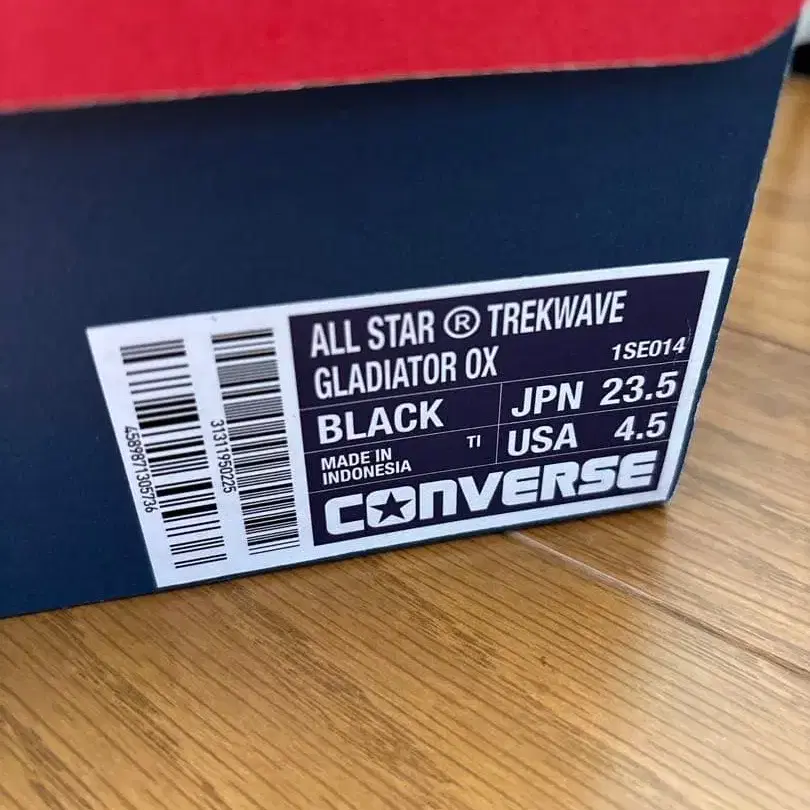 ALL STAR Ⓡ TREKWAVE
GLADIATOR OX
1SE014
BLACK
JPN 23.5
MADE IN
INDONESIA
TI
USA 4.5
CONVERSE
4589871305736
31311950225